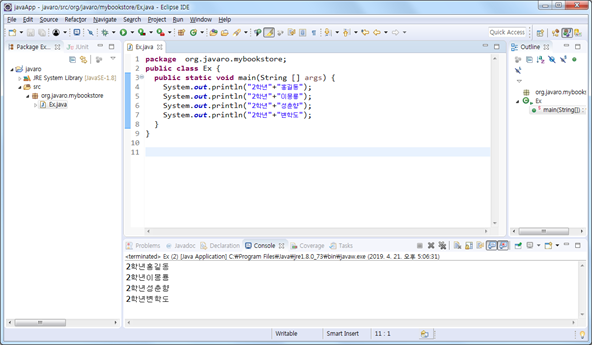 javaApp - javaro/src/org/javaro/mybookstore/Ex.java - Eclipse IDE
File Edit Source Refactor Navigate Search Project Run Window Help
Quick Access
Package Ex...
JUnit
javaro
JRE System Library [JavaSE-1.8]
src
org.javaro.mybookstore
Ex.java
Ex.java
1 package org.javaro.mybookstore;
2 public class Ex {
3 public static void main(String [] args) {
4 System.out.println("2학년"+"홍길동");
5 System.out.println("2학년"+"이몽룡");
6 System.out.println("2학년"+"성춘향");
7 System.out.println("2학년"+"변학도");
8 }
9 }
10
11
Outline
org.javaro.mybooks
Ex
main(String[]) :
Problems Javadoc Declaration Console Coverage Tasks
<terminated> Ex (2) [Java Application] C:₩Program Files₩Java₩jre1.8.0_73₩bin₩javaw.exe (2019. 4. 21. 오후 5:06:31)
2학년홍길동
2학년이몽룡
2학년성춘향
2학년변학도
Writable Smart Insert 11 : 1